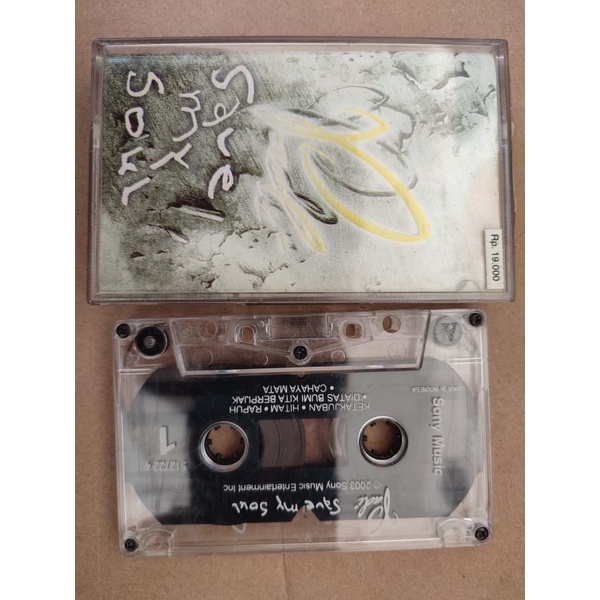 Save
my
Soul
Rp. 19.000
Padi Save my Soul
℗ 2003 Sony Music Entertainment Inc
1
KETAKJUBAN • HITAM • RAPUH
• DIATAS BUMI KITA BERPIJAK
• CAHAYA MATA
Sony Music